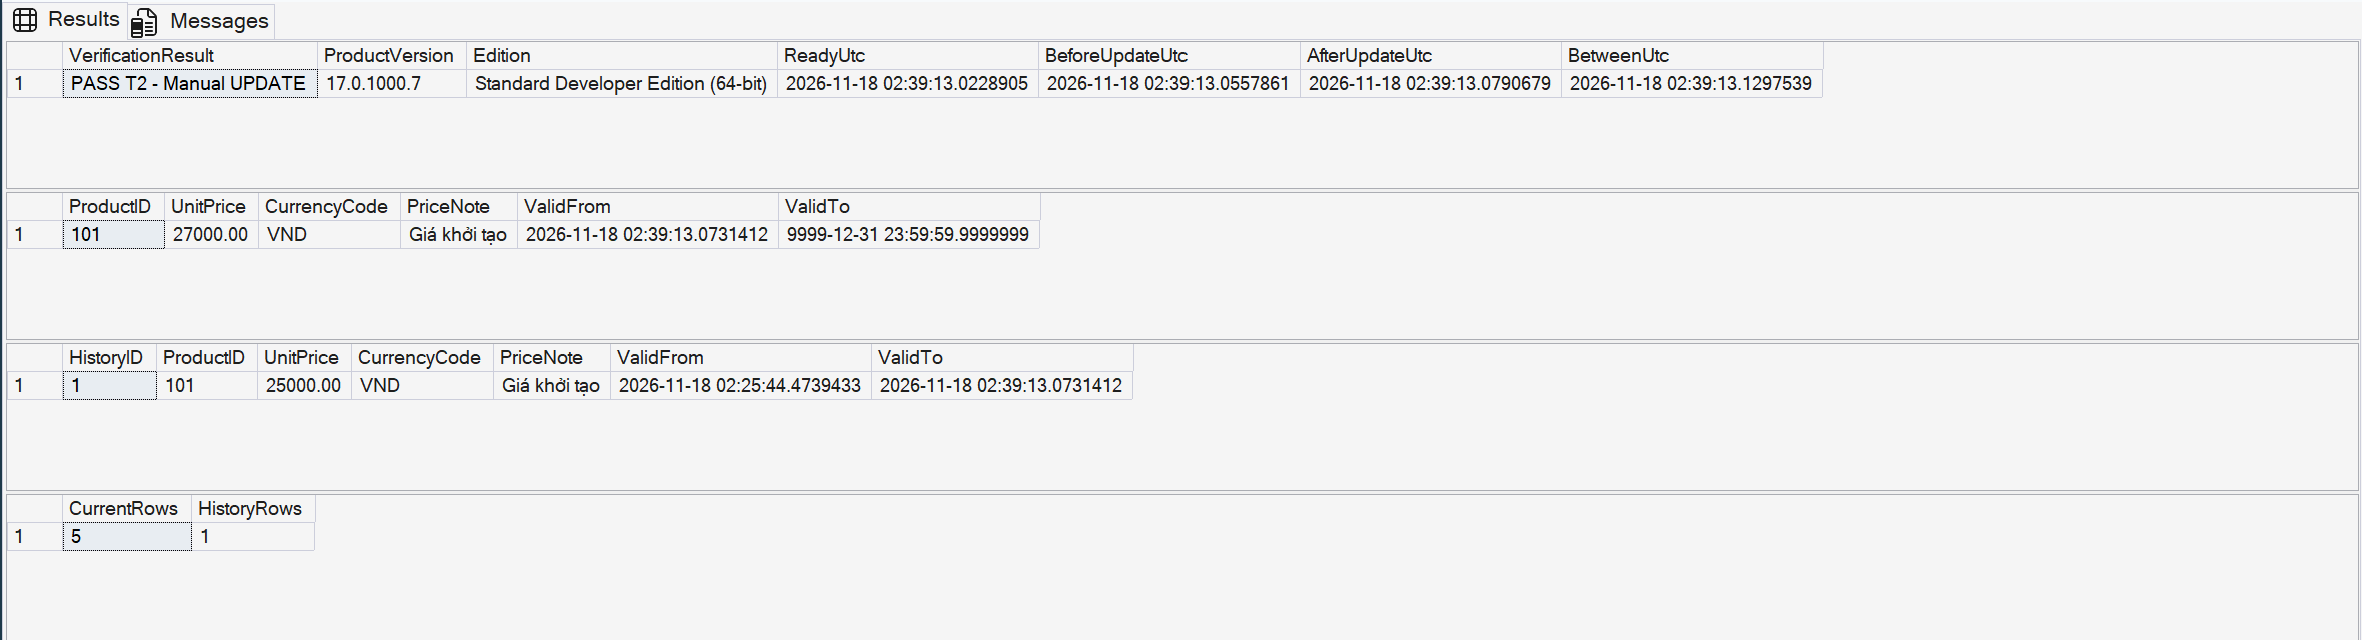 Results Messages
VerificationResult ProductVersion Edition ReadyUtc BeforeUpdateUtc AfterUpdateUtc BetweenUtc
1 PASS T2 - Manual UPDATE 17.0.1000.7 Standard Developer Edition (64-bit) 2026-11-18 02:39:13.0228905 2026-11-18 02:39:13.0557861 2026-11-18 02:39:13.0790679 2026-11-18 02:39:13.1297539
ProductID UnitPrice CurrencyCode PriceNote ValidFrom ValidTo
1 101 27000.00 VND Giá khởi tạo 2026-11-18 02:39:13.0731412 9999-12-31 23:59:59.9999999
HistoryID ProductID UnitPrice CurrencyCode PriceNote ValidFrom ValidTo
1 1 101 25000.00 VND Giá khởi tạo 2026-11-18 02:25:44.4739433 2026-11-18 02:39:13.0731412
CurrentRows HistoryRows
1 5 1